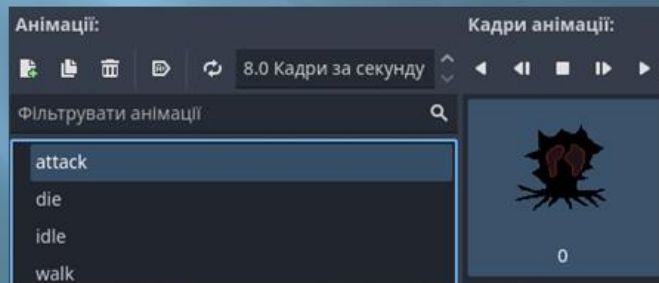 Анімації:
Кадри анімації:
8.0 Кадри за секунду
Фільтрувати анімації
attack
die
idle
walk
0